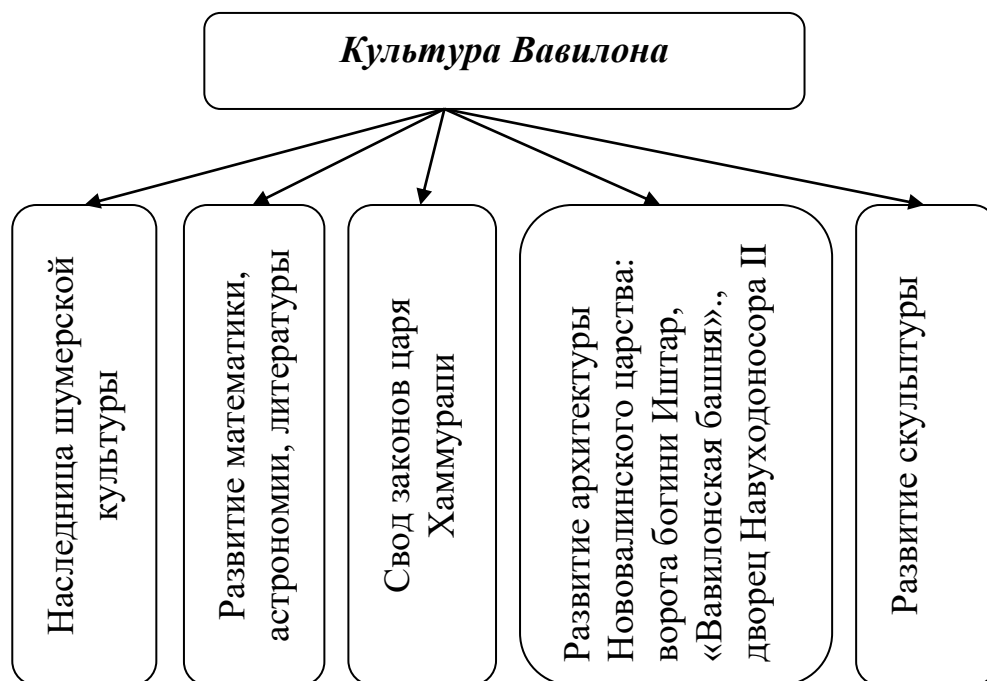 Культура Вавилона
Наследница шумерской
культуры
Развитие математики,
астрономии, литературы
Свод законов царя
Хаммурапи
Развитие архитектуры
Нововалинского царства:
ворота богини Иштар,
«Вавилонская башня».,
дворец Навуходоносора II
Развитие скульптуры